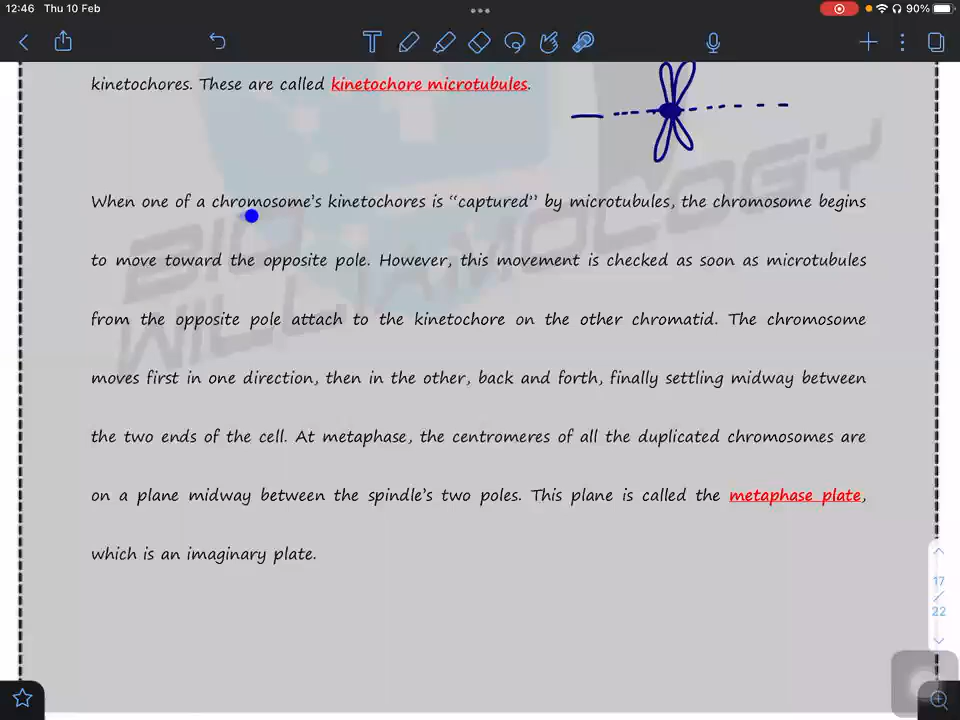 12:46 Thu 10 Feb
90%
kinetochores. These are called kinetochore microtubules.
When one of a chromosome’s kinetochores is “captured” by microtubules, the chromosome begins
to move toward the opposite pole. However, this movement is checked as soon as microtubules
from the opposite pole attach to the kinetochore on the other chromatid. The chromosome
moves first in one direction, then in the other, back and forth, finally settling midway between
the two ends of the cell. At metaphase, the centromeres of all the duplicated chromosomes are
on a plane midway between the spindle’s two poles. This plane is called the metaphase plate,
which is an imaginary plate.
BIO
WILLIAMOLOGY
17
/
22